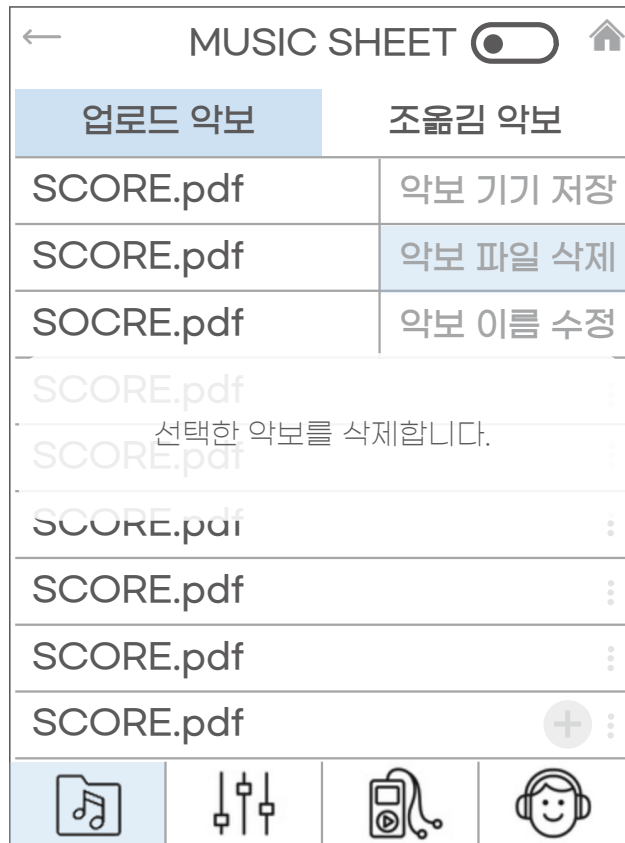 MUSIC SHEET
업로드 악보 조옮김 악보
SCORE.pdf 악보 기기 저장
SCORE.pdf 악보 파일 삭제
SOCRE.pdf 악보 이름 수정
SCORE.pdf
선택한 악보를 삭제합니다.
SCORE.pdf
SCORE.pdf
SCORE.pdf
SCORE.pdf
SCORE.pdf